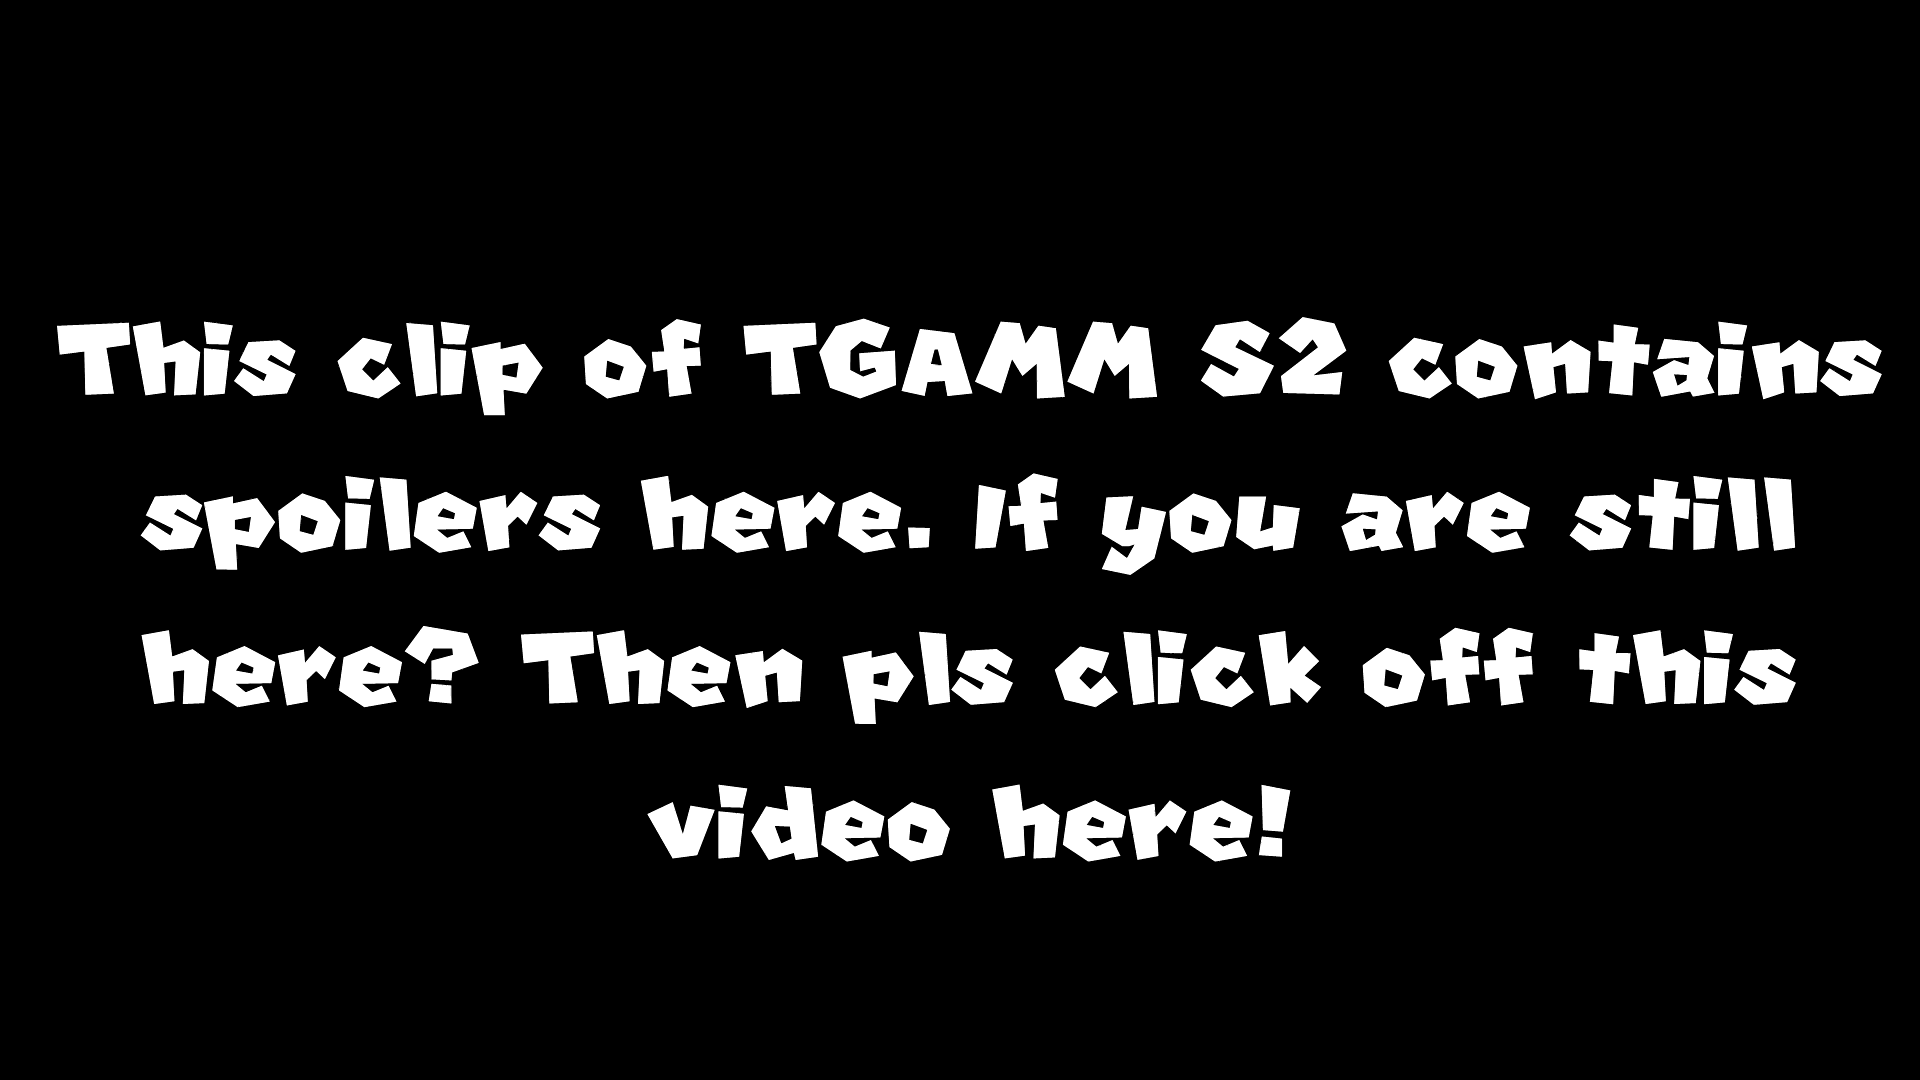 This clip of TGAMM S2 contains
spoilers here. If you are still
here? Then pls click off this
video here!